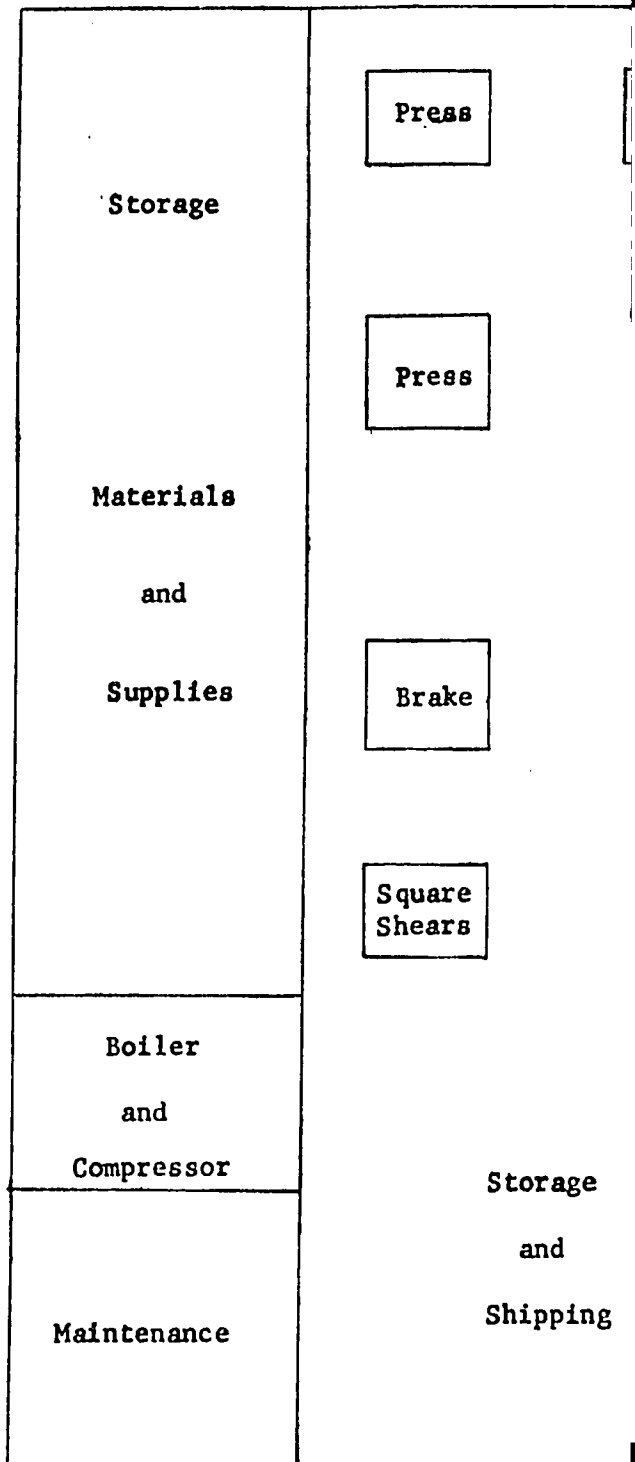 Storage
Materials
and
Supplies
Boiler
and
Compressor
Maintenance
Press
Press
Brake
Square
Shears
Storage
and
Shipping